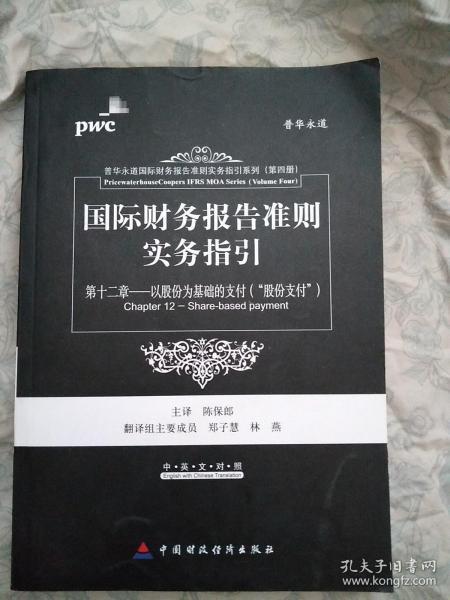 pwc
普华永道
普华永道国际财务报告准则实务指引系列（第四册）
PricewaterhouseCoopers IFRS MOA Series (Volume Four)
国际财务报告准则
实务指引
第十二章——以股份为基础的支付（“股份支付”）
Chapter 12 – Share-based payment
主译 陈保郎
翻译组主要成员 郑子慧 林燕
中·英·文·对·照
English with Chinese Translation
中国财政经济出版社
孔夫子旧书网
www.kongfz.com